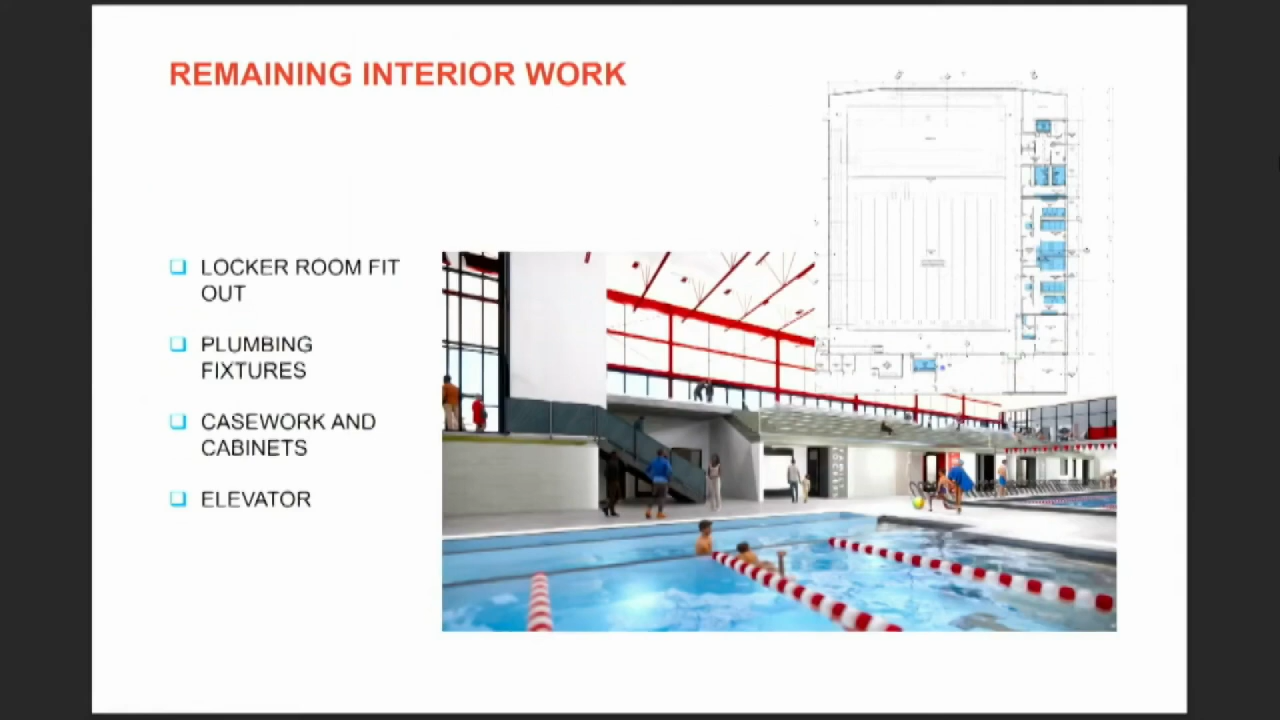 REMAINING INTERIOR WORK
LOCKER ROOM FIT
OUT
PLUMBING
FIXTURES
CASEWORK AND
CABINETS
ELEVATOR